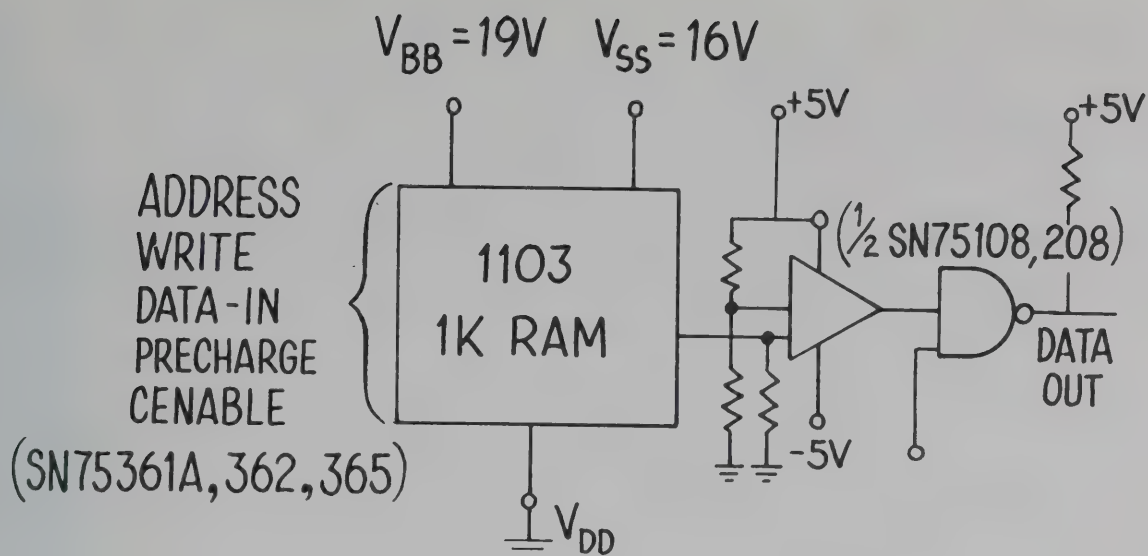 V_BB = 19V V_SS = 16V
+5V
+5V
ADDRESS
WRITE
DATA-IN
PRECHARGE
CENABLE
(SN75361A, 362, 365)
1103
1K RAM
(1/2 SN75108, 208)
-5V
DATA
OUT
V_DD